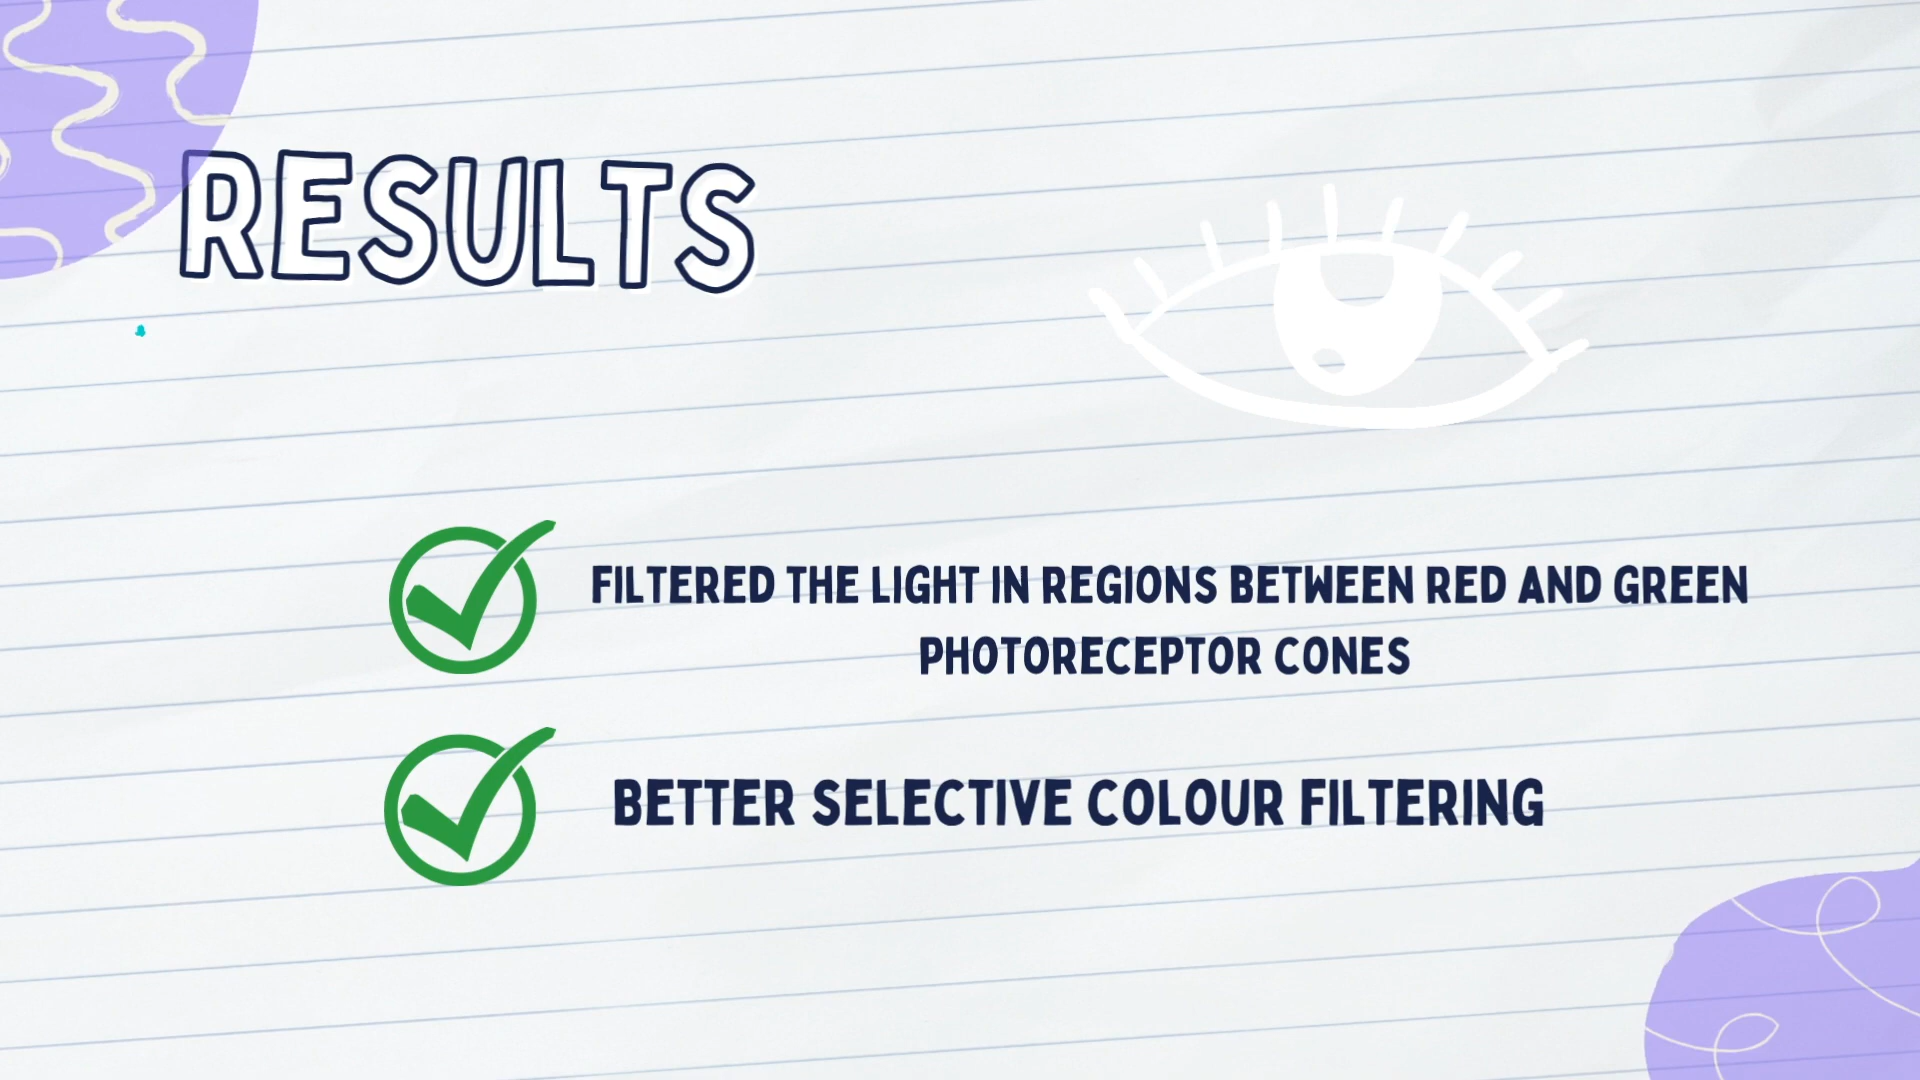 RESULTS
FILTERED THE LIGHT IN REGIONS BETWEEN RED AND GREEN
PHOTORECEPTOR CONES
BETTER SELECTIVE COLOUR FILTERING